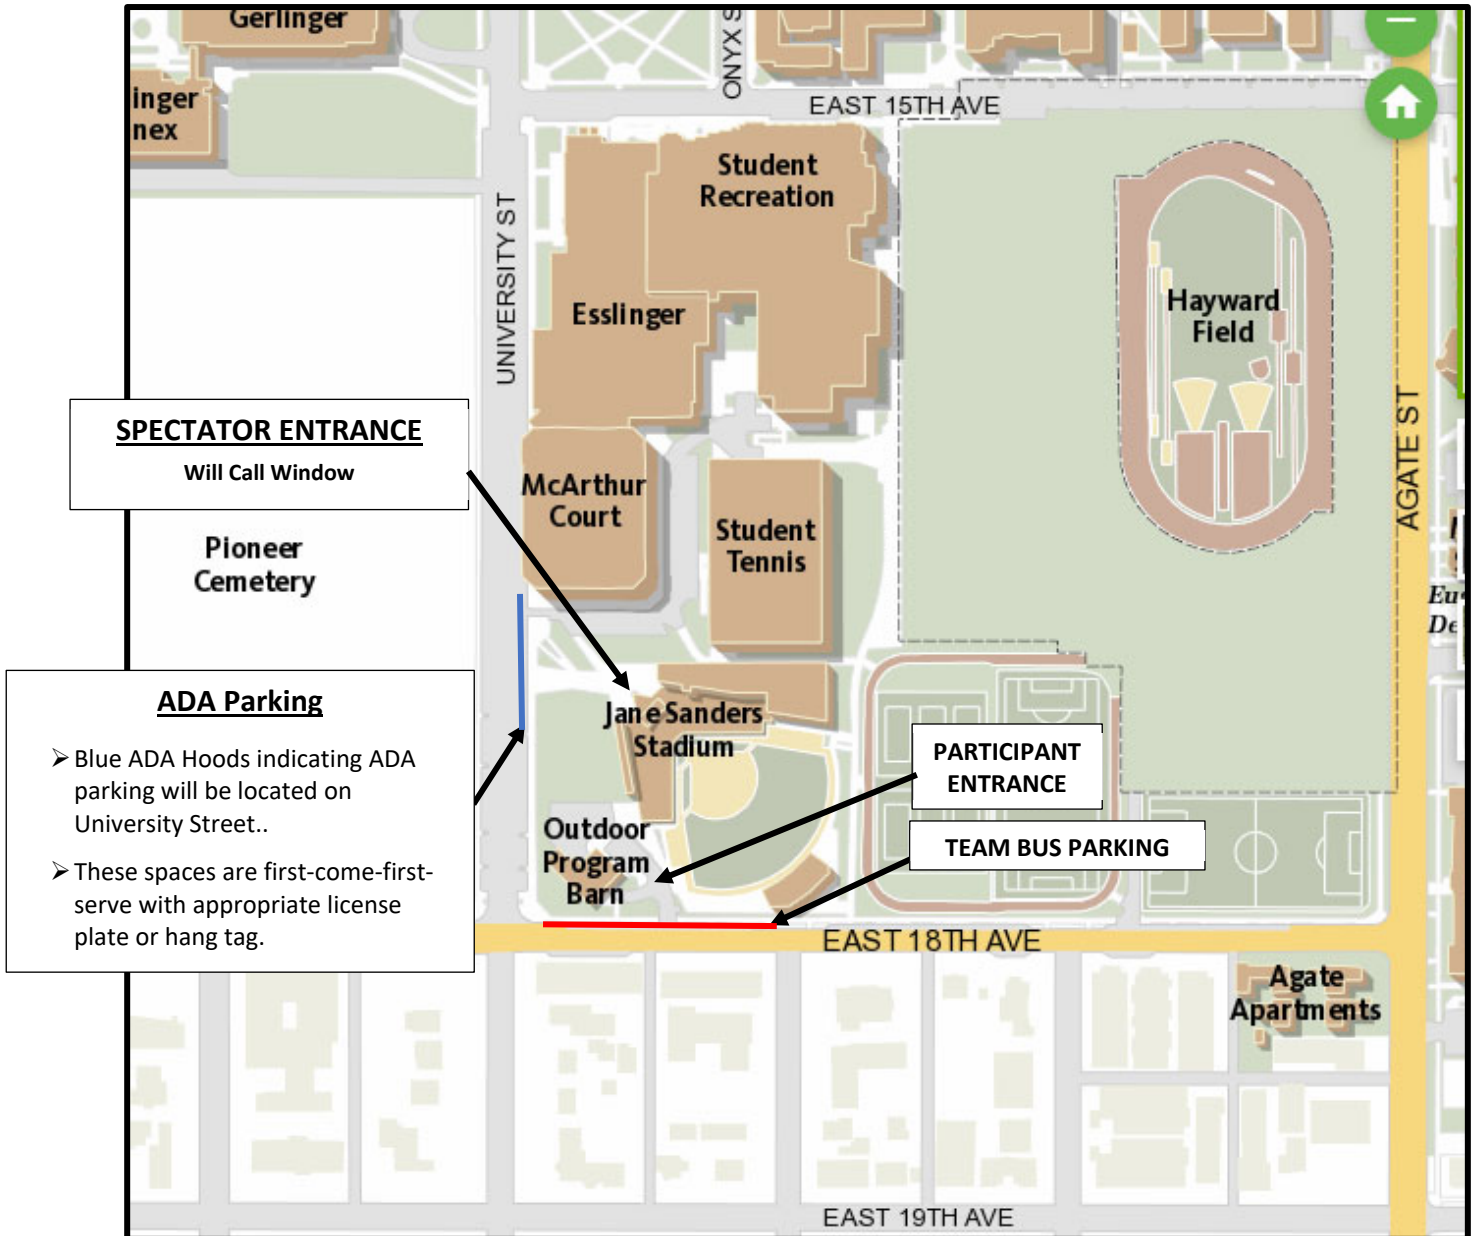 Gerlinger
inger
nex
ONYX S
EAST 15TH AVE
Student
Recreation
UNIVERSITY ST
Esslinger
Hayward
Field
AGATE ST
SPECTATOR ENTRANCE
Will Call Window
McArthur
Court
Student
Tennis
Pioneer
Cemetery
Eu
De
ADA Parking
➢ Blue ADA Hoods indicating ADA
parking will be located on
University Street..
➢ These spaces are first-come-first-
serve with appropriate license
plate or hang tag.
Jane Sanders
Stadium
PARTICIPANT
ENTRANCE
TEAM BUS PARKING
Outdoor
Program
Barn
EAST 18TH AVE
Agate
Apartments
EAST 19TH AVE